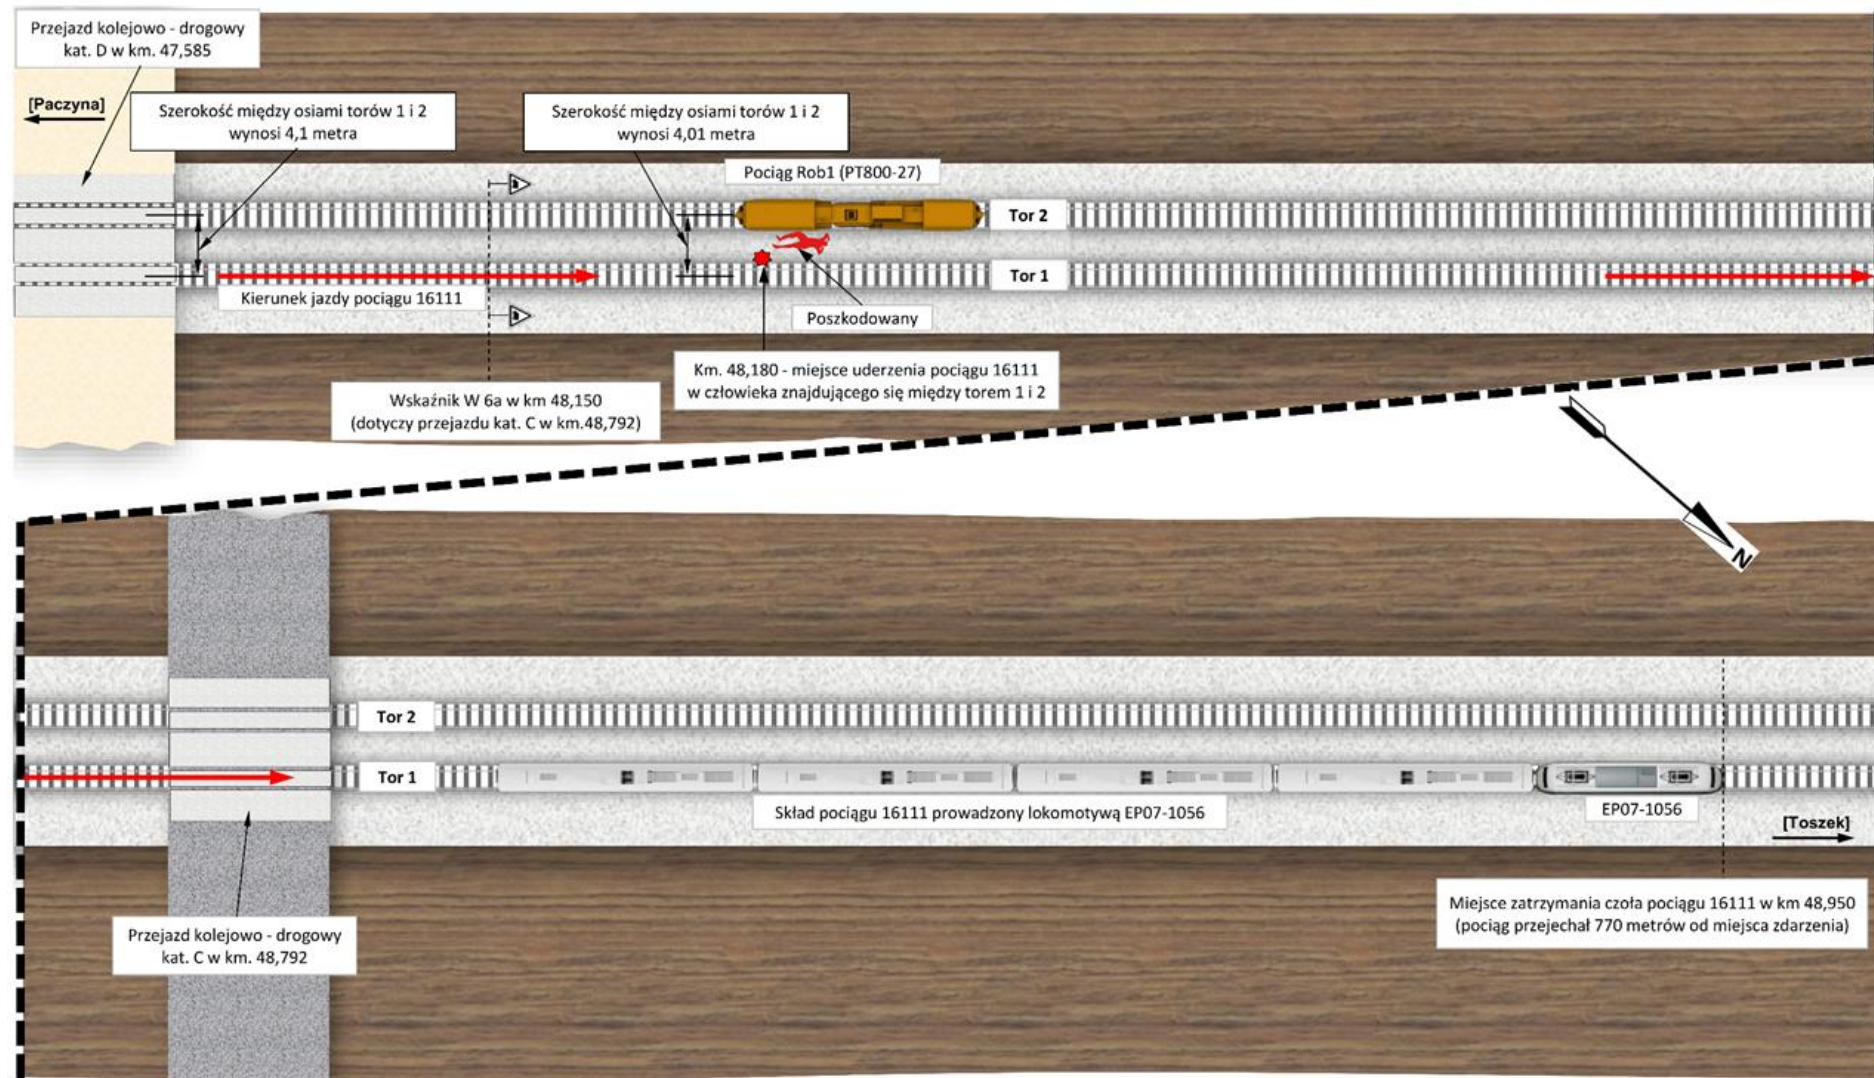 Przejazd kolejowo - drogowy
kat. D w km. 47,585
[Paczyna]
Szerokość między osiami torów 1 i 2
wynosi 4,1 metra
Szerokość między osiami torów 1 i 2
wynosi 4,01 metra
Pociąg Rob1 (PT800-27)
Tor 2
Tor 1
Kierunek jazdy pociągu 16111
Poszkodowany
Km. 48,180 - miejsce uderzenia pociągu 16111
w człowieka znajdującego się między torem 1 i 2
Wskaźnik W 6a w km 48,150
(dotyczy przejazdu kat. C w km.48,792)
N
Tor 2
Tor 1
Skład pociągu 16111 prowadzony lokomotywą EP07-1056
EP07-1056
[Toszek]
Miejsce zatrzymania czoła pociągu 16111 w km 48,950
(pociąg przejechał 770 metrów od miejsca zdarzenia)
Przejazd kolejowo - drogowy
kat. C w km. 48,792